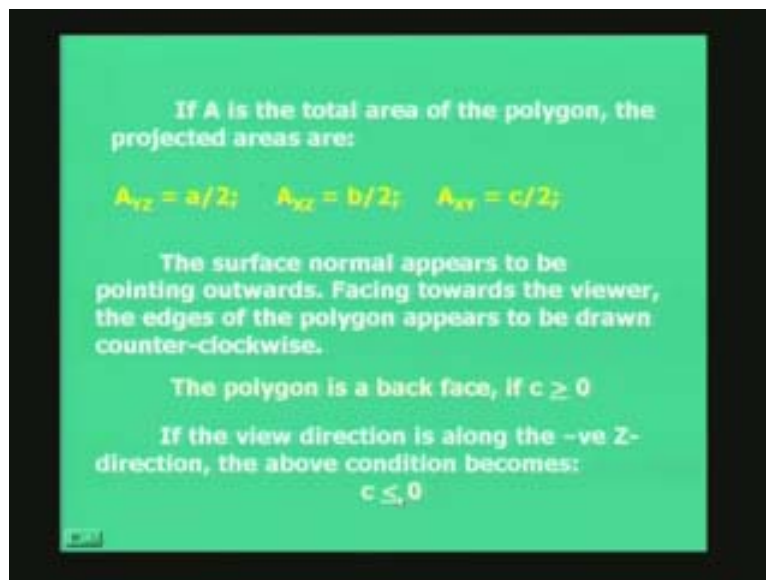 If A is the total area of the polygon, the
projected areas are:
A_YZ = a/2; A_XZ = b/2; A_XY = c/2;
The surface normal appears to be
pointing outwards. Facing towards the viewer,
the edges of the polygon appears to be drawn
counter-clockwise.
The polygon is a back face, if c ≥ 0
If the view direction is along the –ve Z-
direction, the above condition becomes:
c ≤ 0